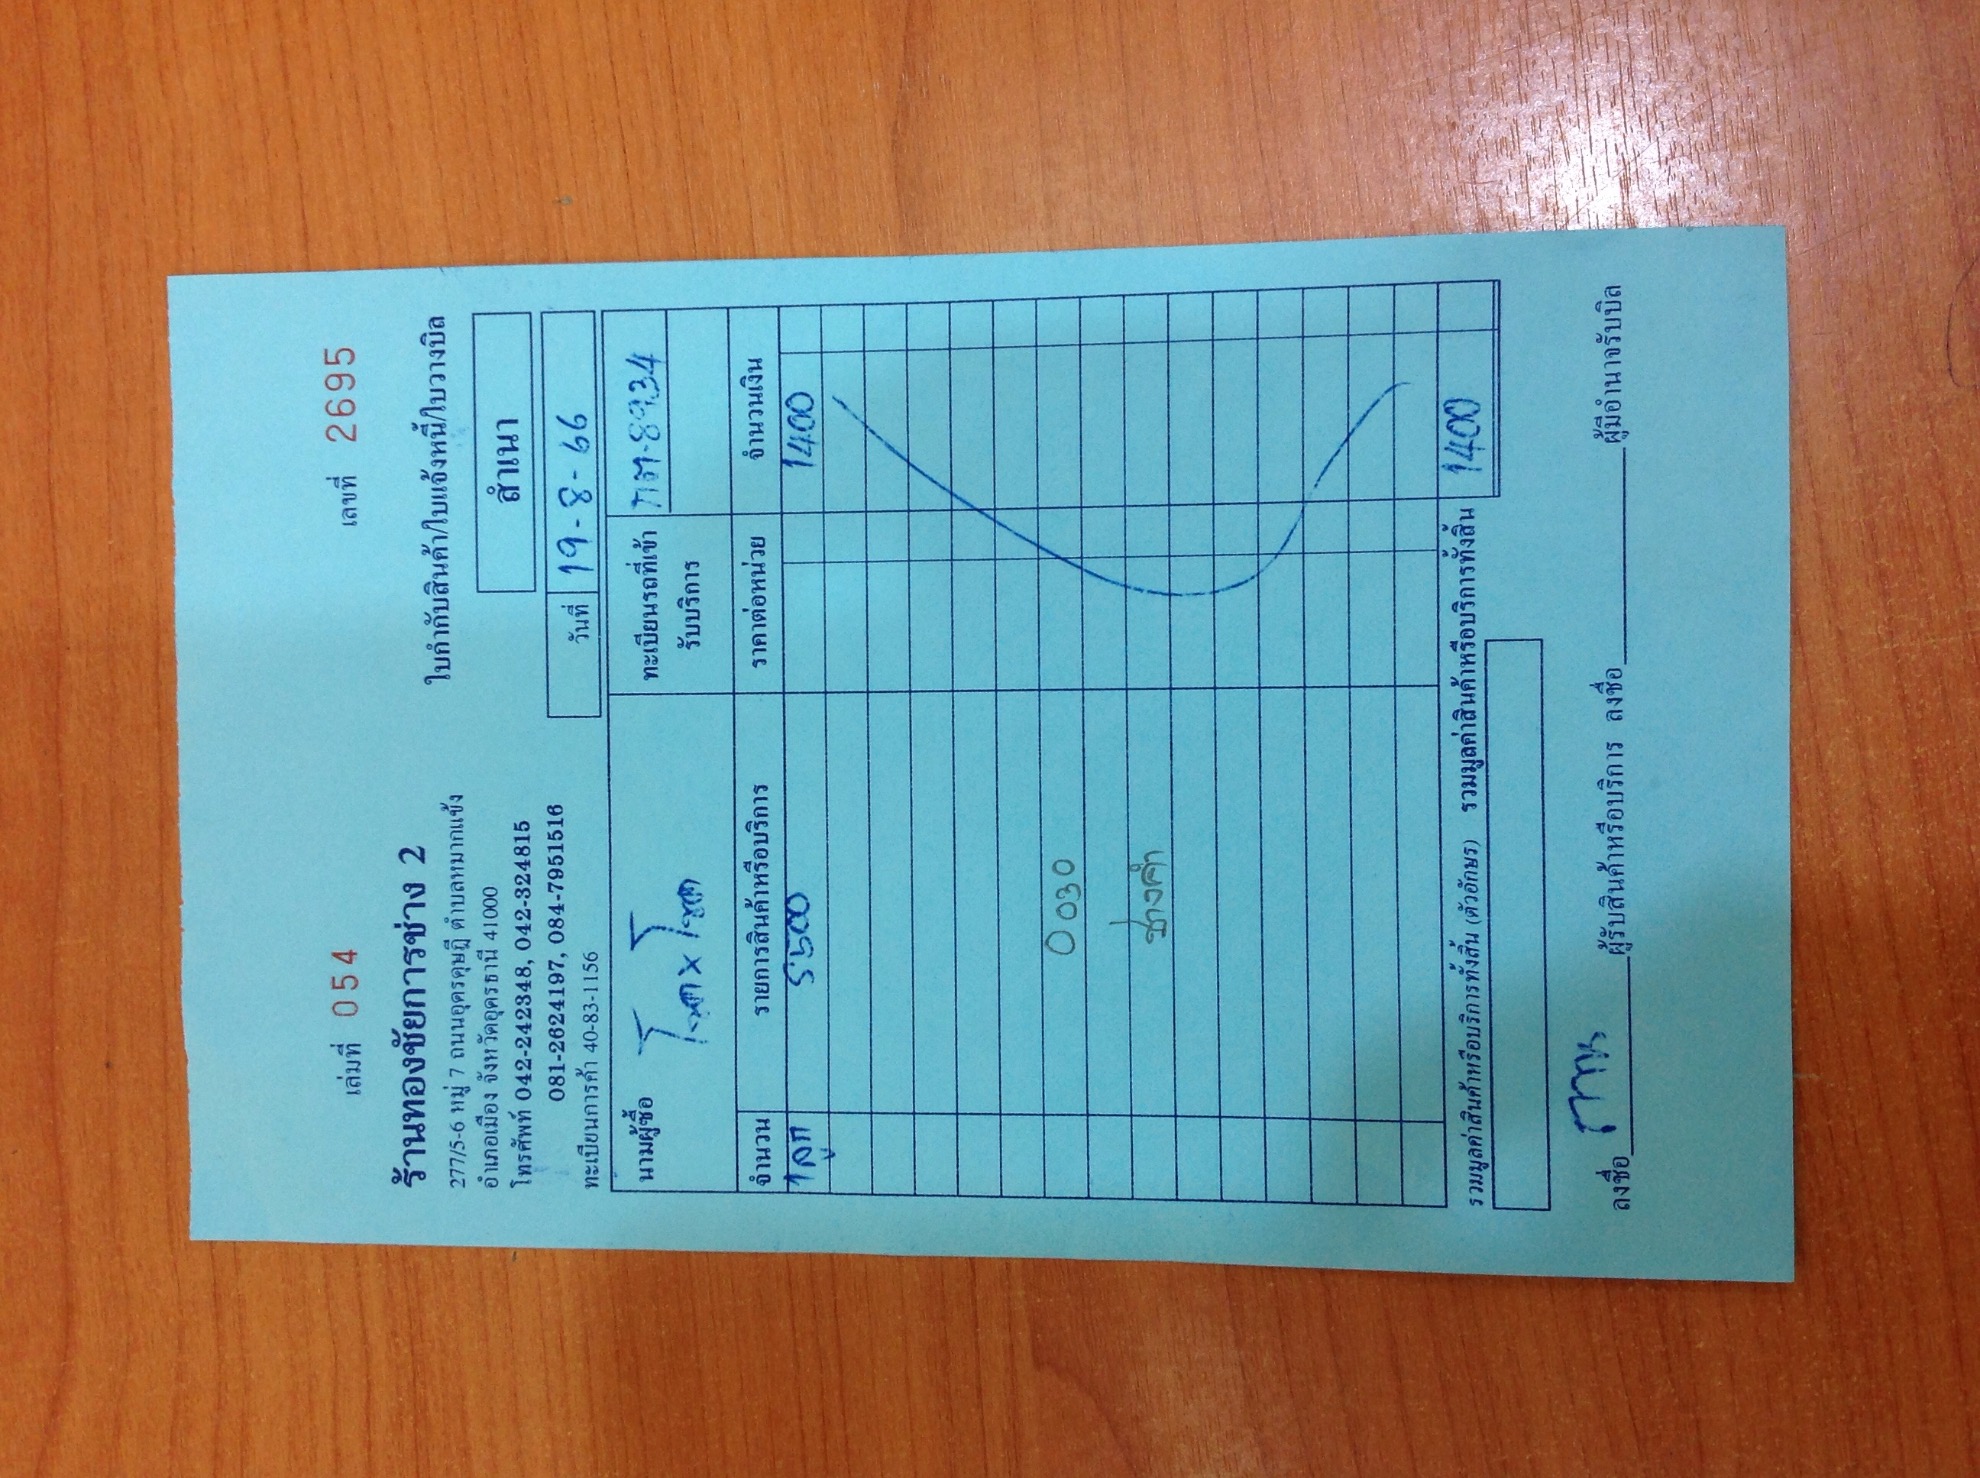 เล่มที่ 054 เลขที่ 2695
ร้านทองชัยการช่าง 2
277/5-6 หมู่ 7 ถนนอุดรดุษฎี ตำบลหมากแข้ง
อำเภอเมือง จังหวัดอุดรธานี 41000
โทรศัพท์ 042-242348, 042-324815
081-2624197, 084-7951516
ทะเบียนการค้า 40-83-1156
ใบกำกับสินค้า/ใบแจ้งหนี้/ใบวางบิล
สำเนา
วันที่ 19-8-66
นามผู้ซื้อ
ทะเบียนรถที่เข้า
รับบริการ
จำนวน รายการสินค้าหรือบริการ ราคาต่อหน่วย จำนวนเงิน
1 ลูก 1400
0030
ช่างคำ
รวมมูลค่าสินค้าหรือบริการทั้งสิ้น (ตัวอักษร) รวมมูลค่าสินค้าหรือบริการทั้งสิ้น 1400
ลงชื่อ ผู้รับสินค้าหรือบริการ ลงชื่อ ผู้มีอำนาจรับบิล